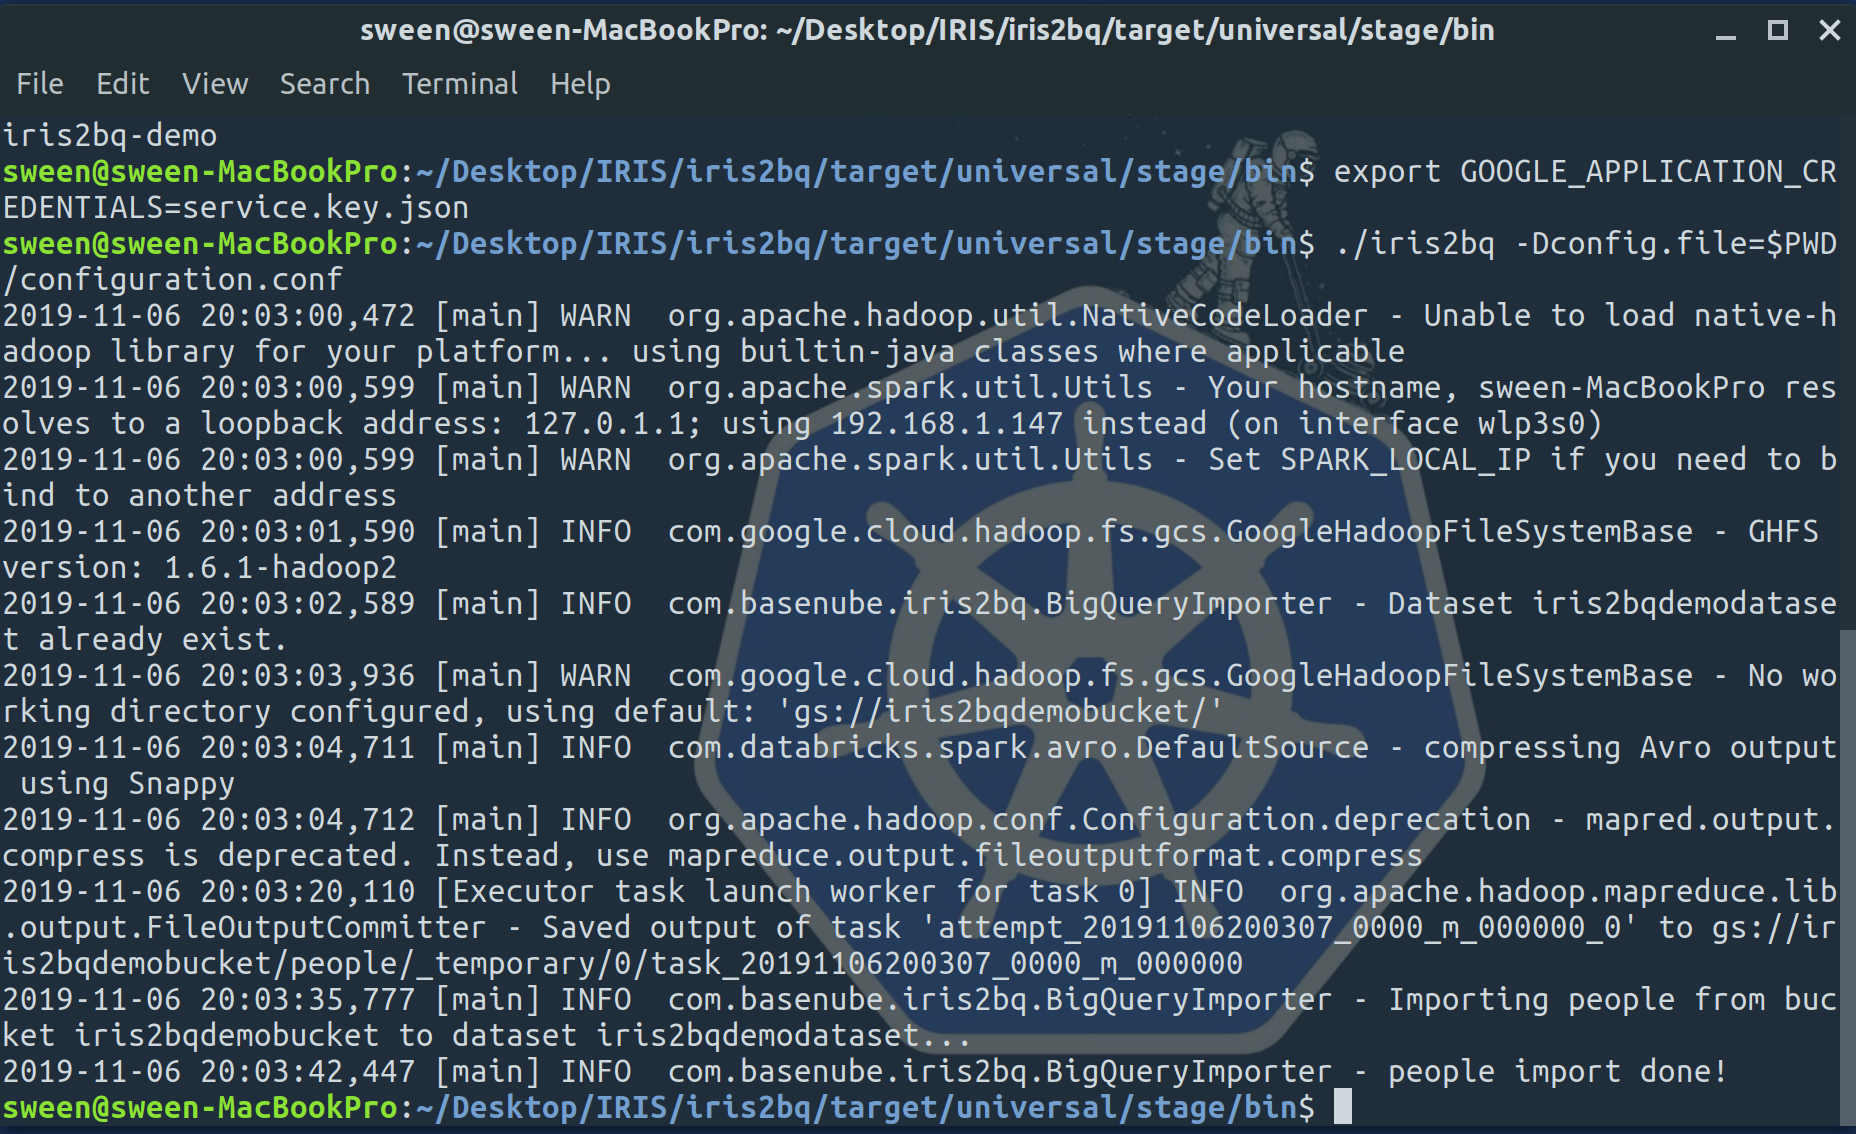 sween@sween-MacBookPro: ~/Desktop/IRIS/iris2bq/target/universal/stage/bin
File Edit View Search Terminal Help
iris2bq-demo
sween@sween-MacBookPro:~/Desktop/IRIS/iris2bq/target/universal/stage/bin$ export GOOGLE_APPLICATION_CR
EDENTIALS=service.key.json
sween@sween-MacBookPro:~/Desktop/IRIS/iris2bq/target/universal/stage/bin$ ./iris2bq -Dconfig.file=$PWD
/configuration.conf
2019-11-06 20:03:00,472 [main] WARN  org.apache.hadoop.util.NativeCodeLoader - Unable to load native-h
adoop library for your platform... using builtin-java classes where applicable
2019-11-06 20:03:00,599 [main] WARN  org.apache.spark.util.Utils - Your hostname, sween-MacBookPro res
olves to a loopback address: 127.0.1.1; using 192.168.1.147 instead (on interface wlp3s0)
2019-11-06 20:03:00,599 [main] WARN  org.apache.spark.util.Utils - Set SPARK_LOCAL_IP if you need to b
ind to another address
2019-11-06 20:03:01,590 [main] INFO  com.google.cloud.hadoop.fs.gcs.GoogleHadoopFileSystemBase - GHFS
version: 1.6.1-hadoop2
2019-11-06 20:03:02,589 [main] INFO  com.basenube.iris2bq.BigQueryImporter - Dataset iris2bqdemodatase
t already exist.
2019-11-06 20:03:03,936 [main] WARN  com.google.cloud.hadoop.fs.gcs.GoogleHadoopFileSystemBase - No wo
rking directory configured, using default: 'gs://iris2bqdemobucket/'
2019-11-06 20:03:04,711 [main] INFO  com.databricks.spark.avro.DefaultSource - compressing Avro output
 using Snappy
2019-11-06 20:03:04,712 [main] INFO  org.apache.hadoop.conf.Configuration.deprecation - mapred.output.
compress is deprecated. Instead, use mapreduce.output.fileoutputformat.compress
2019-11-06 20:03:20,110 [Executor task launch worker for task 0] INFO  org.apache.hadoop.mapreduce.lib
.output.FileOutputCommitter - Saved output of task 'attempt_20191106200307_0000_m_000000_0' to gs://ir
is2bqdemobucket/people/_temporary/0/task_20191106200307_0000_m_000000
2019-11-06 20:03:35,777 [main] INFO  com.basenube.iris2bq.BigQueryImporter - Importing people from buc
ket iris2bqdemobucket to dataset iris2bqdemodataset...
2019-11-06 20:03:42,447 [main] INFO  com.basenube.iris2bq.BigQueryImporter - people import done!
sween@sween-MacBookPro:~/Desktop/IRIS/iris2bq/target/universal/stage/bin$